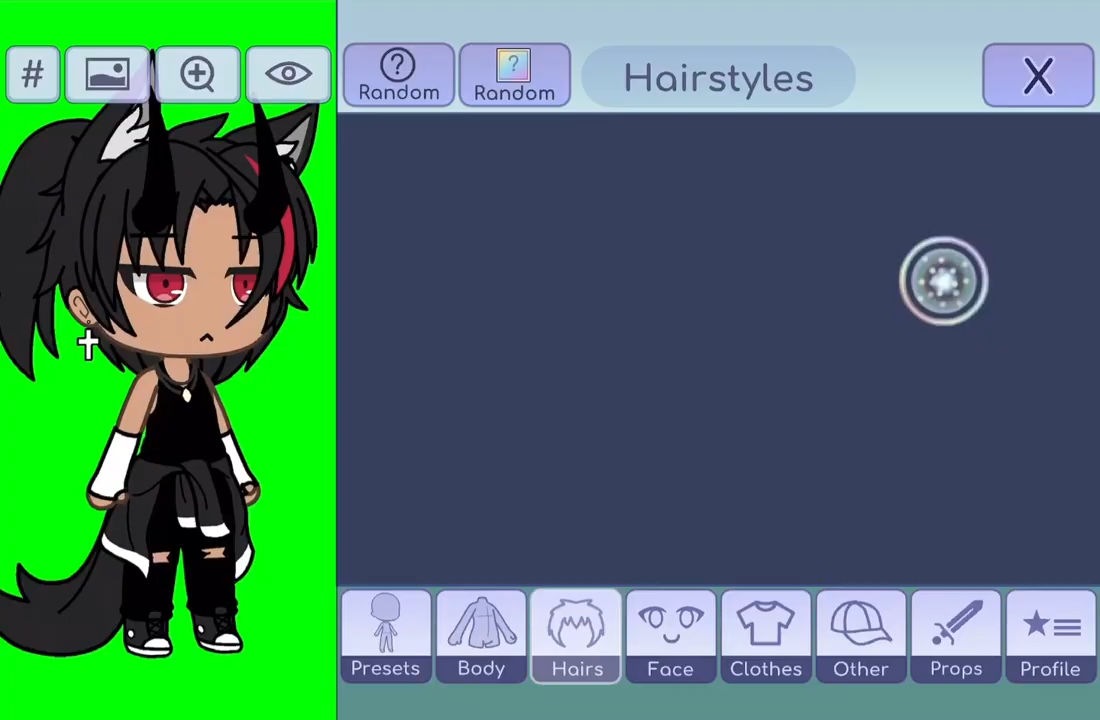 #
? Random
? Random
Hairstyles
X
Presets
Body
Hairs
Face
Clothes
Other
Props
Profile